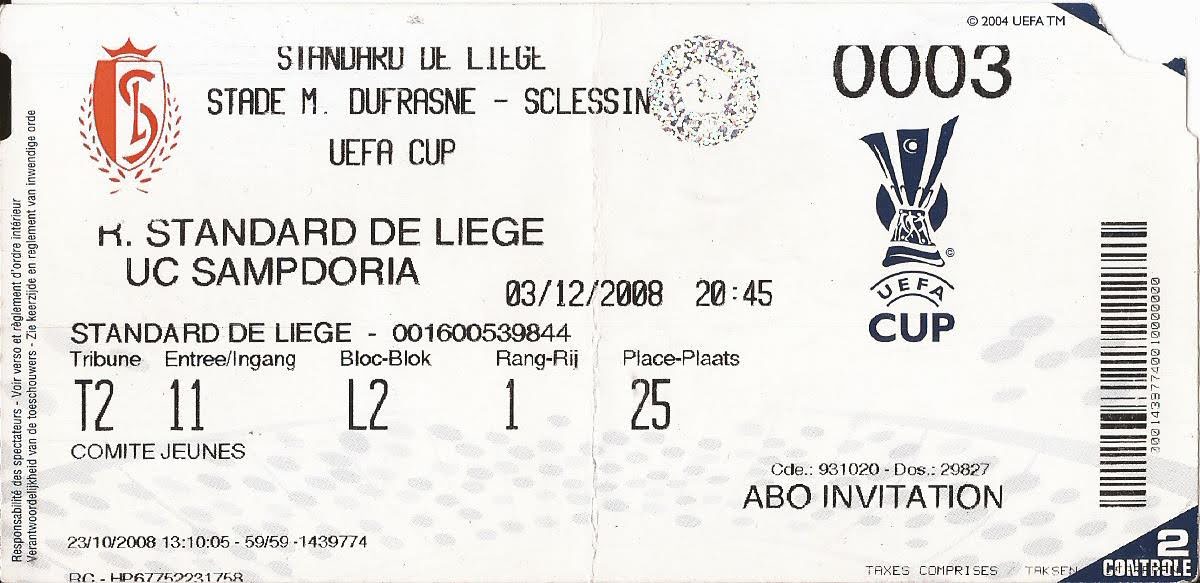 © 2004 UEFA TM
STANDARD DE LIEGE
STADE M. DUFRASNE - SCLESSIN
UEFA CUP
0003
R. STANDARD DE LIEGE
UC SAMPDORIA
03/12/2008 20:45
UEFA
CUP
STANDARD DE LIEGE - 001600539844
Tribune Entree/Ingang Bloc-Blok Rang-Rij Place-Plaats
T2 11 L2 1 25
COMITE JEUNES
Cde.: 931020 - Dos.: 29827
ABO INVITATION
23/10/2008 13:10:05 - 59/59 -1439774
RC - HP67752231758
TAXES COMPRISES / TAKSEN
2
CONTROLE
Responsabilité des spectateurs - Voir verso et règlement d'ordre intérieur
Verantwoordelijkheid van de toeschouwers - Zie keerzijde en reglement van inwendige orde
000143977400100000000